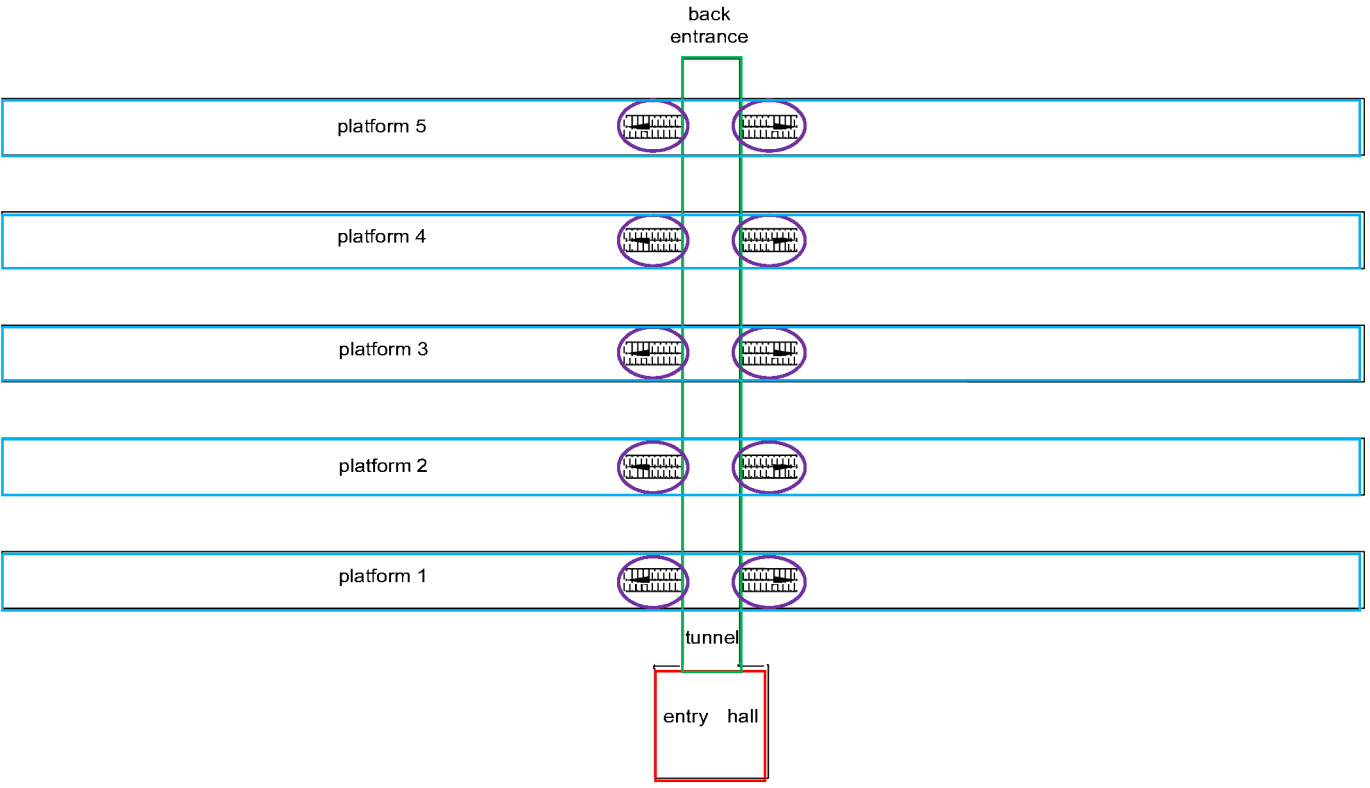 back
entrance
platform 5
platform 4
platform 3
platform 2
platform 1
tunnel
entry hall